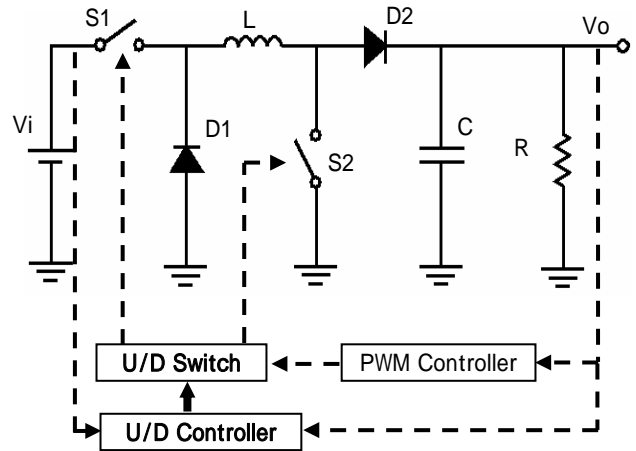 S1
L
D2
Vo
Vi
D1
S2
C
R
U/D Switch
PWM Controller
U/D Controller